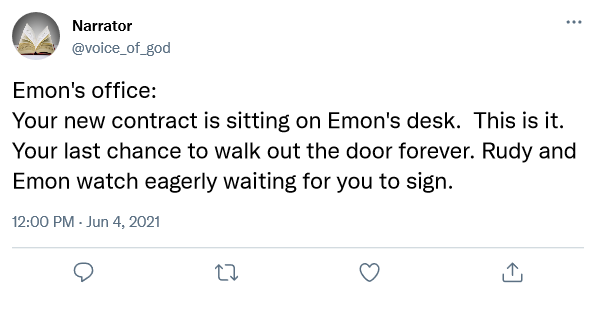 Narrator
@voice_of_god
Emon's office:
Your new contract is sitting on Emon's desk.  This is it.
Your last chance to walk out the door forever. Rudy and
Emon watch eagerly waiting for you to sign.
12:00 PM · Jun 4, 2021